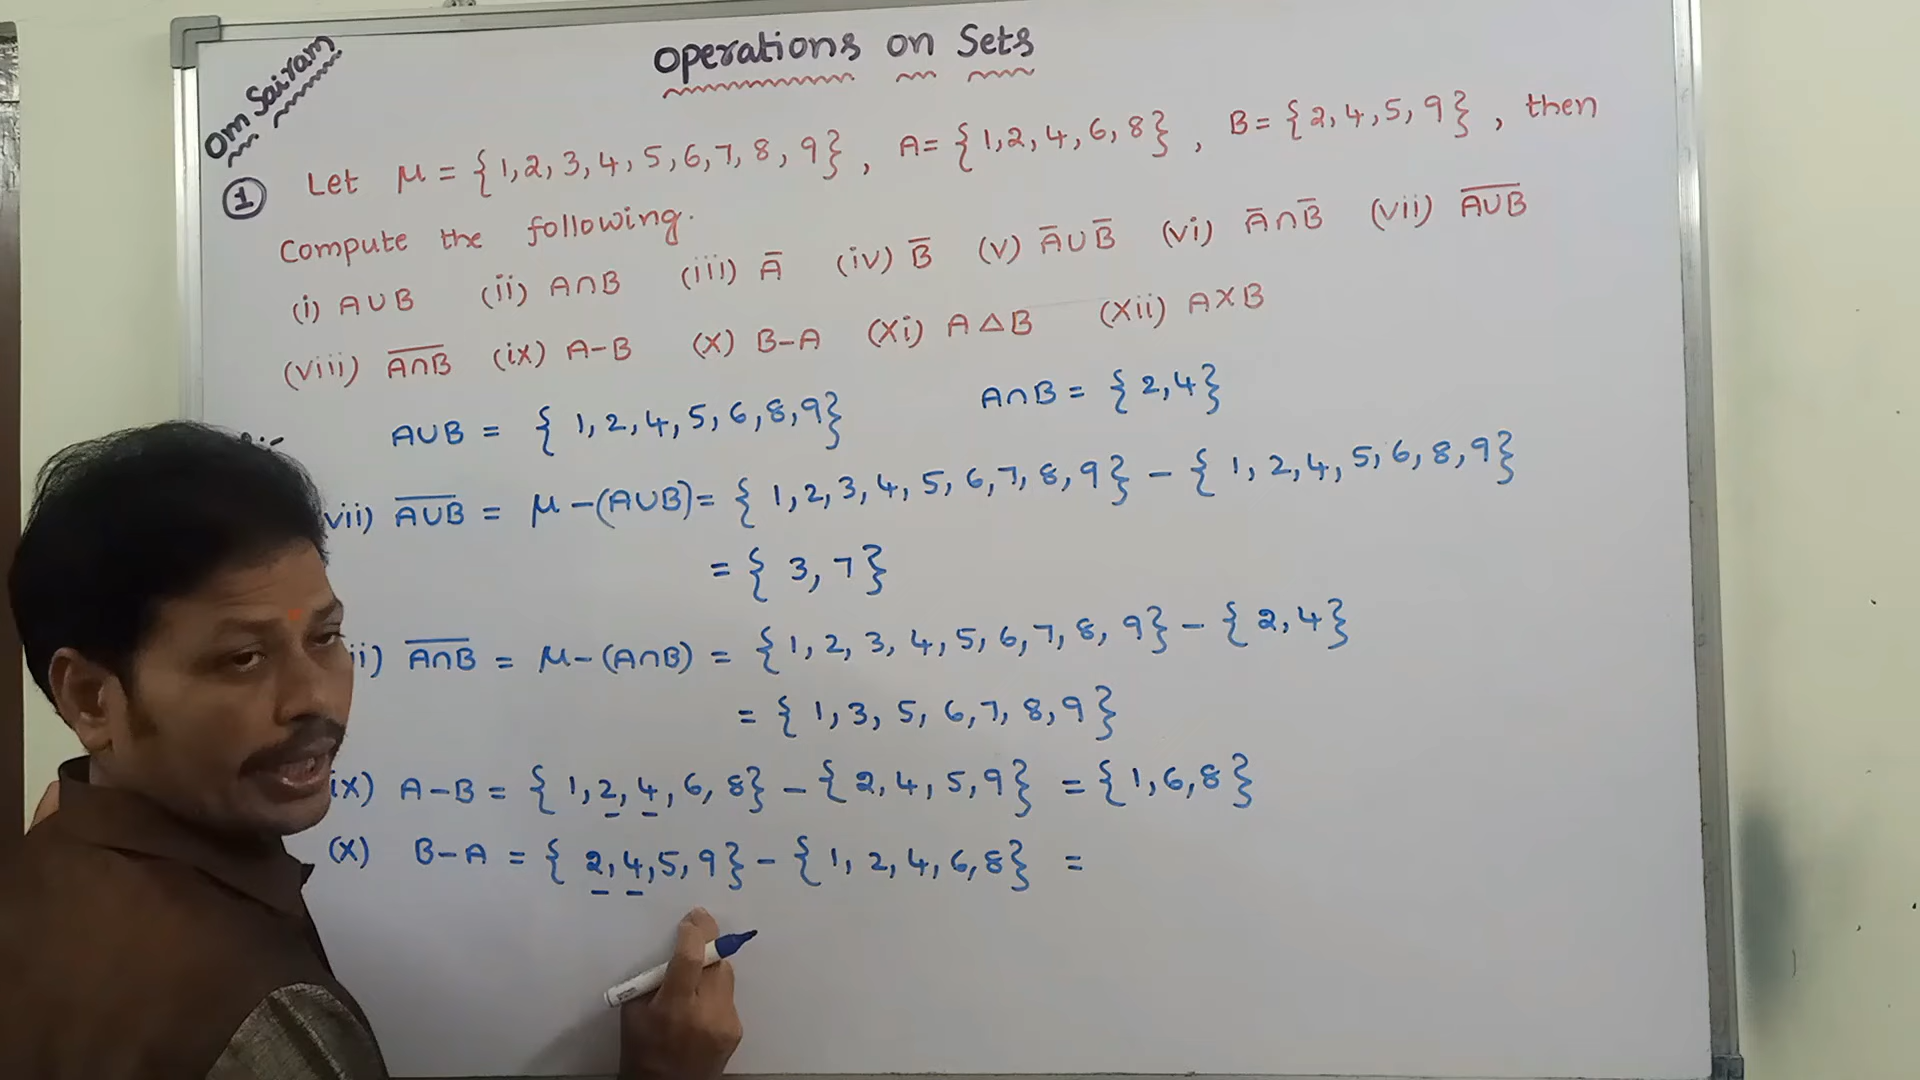 Om Sairam
Operations on Sets
① Let μ = {1,2,3,4,5,6,7,8,9}, A= {1,2,4,6,8}, B= {2,4,5,9}, then
Compute the following.
(i) A∪B (ii) A∩B (iii) A̅ (iv) B̅ (v) A̅∪B̅ (vi) A̅∩B̅ (vii) A̅∪̅B̅
(viii) A̅∩̅B̅ (ix) A-B (x) B-A (xi) A△B (xii) A×B
A∪B = {1,2,4,5,6,8,9} A∩B = {2,4}
vii) A̅∪̅B̅ = μ-(A∪B)= {1,2,3,4,5,6,7,8,9} - {1,2,4,5,6,8,9}
= {3,7}
ii) A̅∩̅B̅ = μ-(A∩B) = {1,2,3,4,5,6,7,8,9} - {2,4}
= {1,3,5,6,7,8,9}
ix) A-B = {1,2,4,6,8} - {2,4,5,9} = {1,6,8}
(x) B-A = {2,4,5,9} - {1,2,4,6,8} =